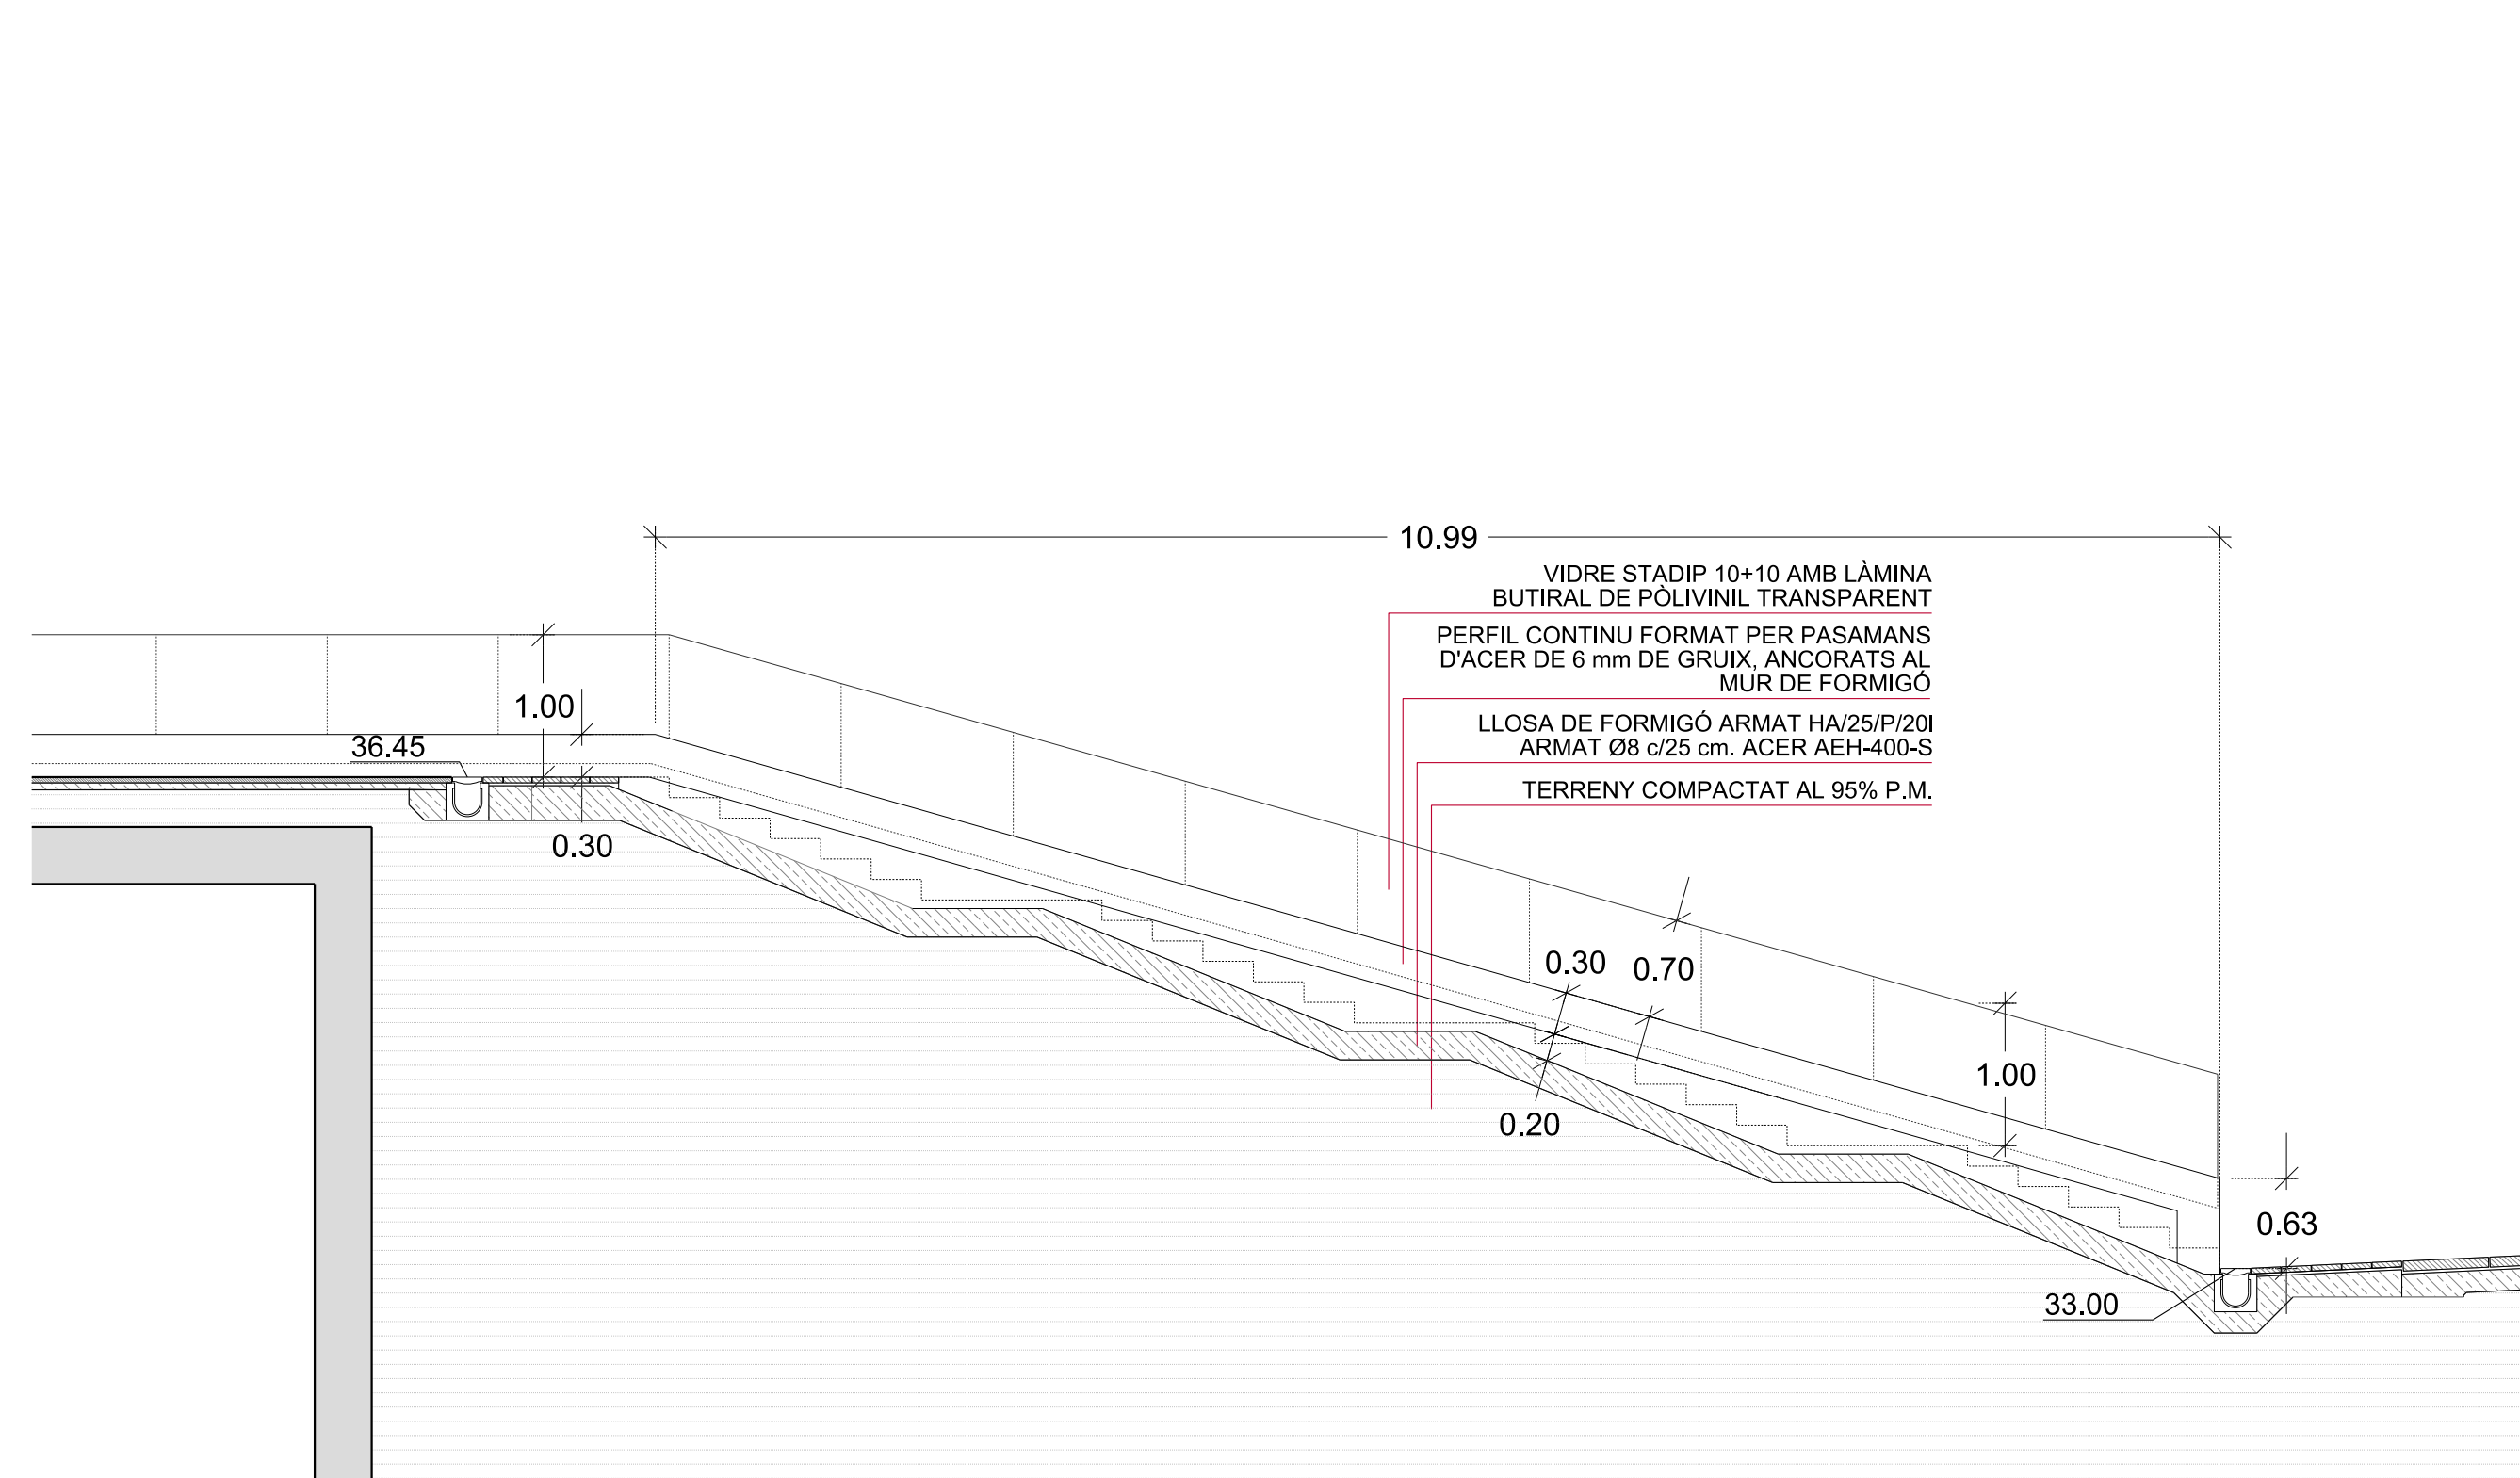 10.99
VIDRE STADIP 10+10 AMB LÀMINA
BUTIRAL DE PÒLIVINIL TRANSPARENT
PERFIL CONTINU FORMAT PER PASAMANS
D'ACER DE 6 mm DE GRUIX, ANCORATS AL
MUR DE FORMIGÓ
LLOSA DE FORMIGÓ ARMAT HA/25/P/20I
ARMAT Ø8 c/25 cm. ACER AEH-400-S
TERRENY COMPACTAT AL 95% P.M.
1.00
36.45
0.30
0.30
0.70
1.00
0.20
0.63
33.00